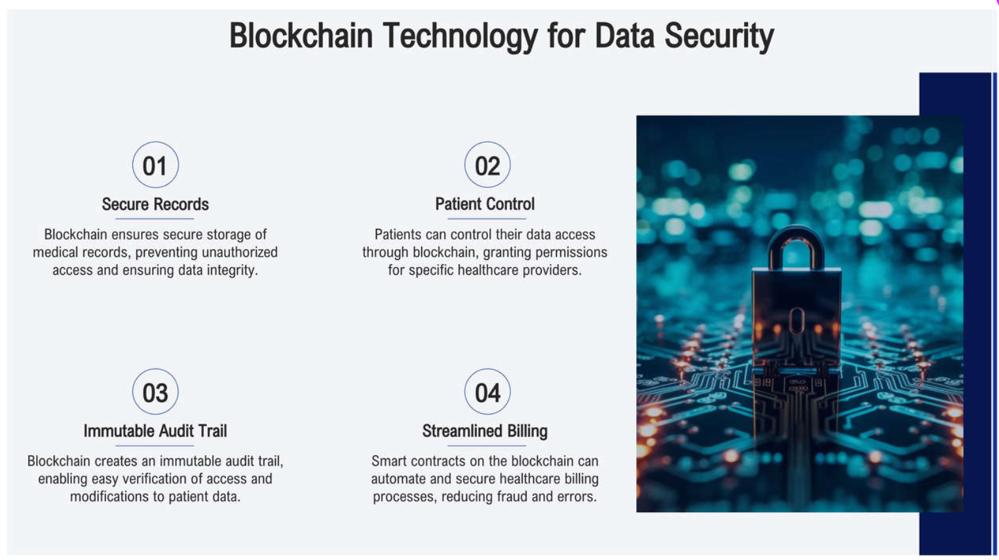 Blockchain Technology for Data Security
01
Secure Records
Blockchain ensures secure storage of
medical records, preventing unauthorized
access and ensuring data integrity.
02
Patient Control
Patients can control their data access
through blockchain, granting permissions
for specific healthcare providers.
03
Immutable Audit Trail
Blockchain creates an immutable audit trail,
enabling easy verification of access and
modifications to patient data.
04
Streamlined Billing
Smart contracts on the blockchain can
automate and secure healthcare billing
processes, reducing fraud and errors.